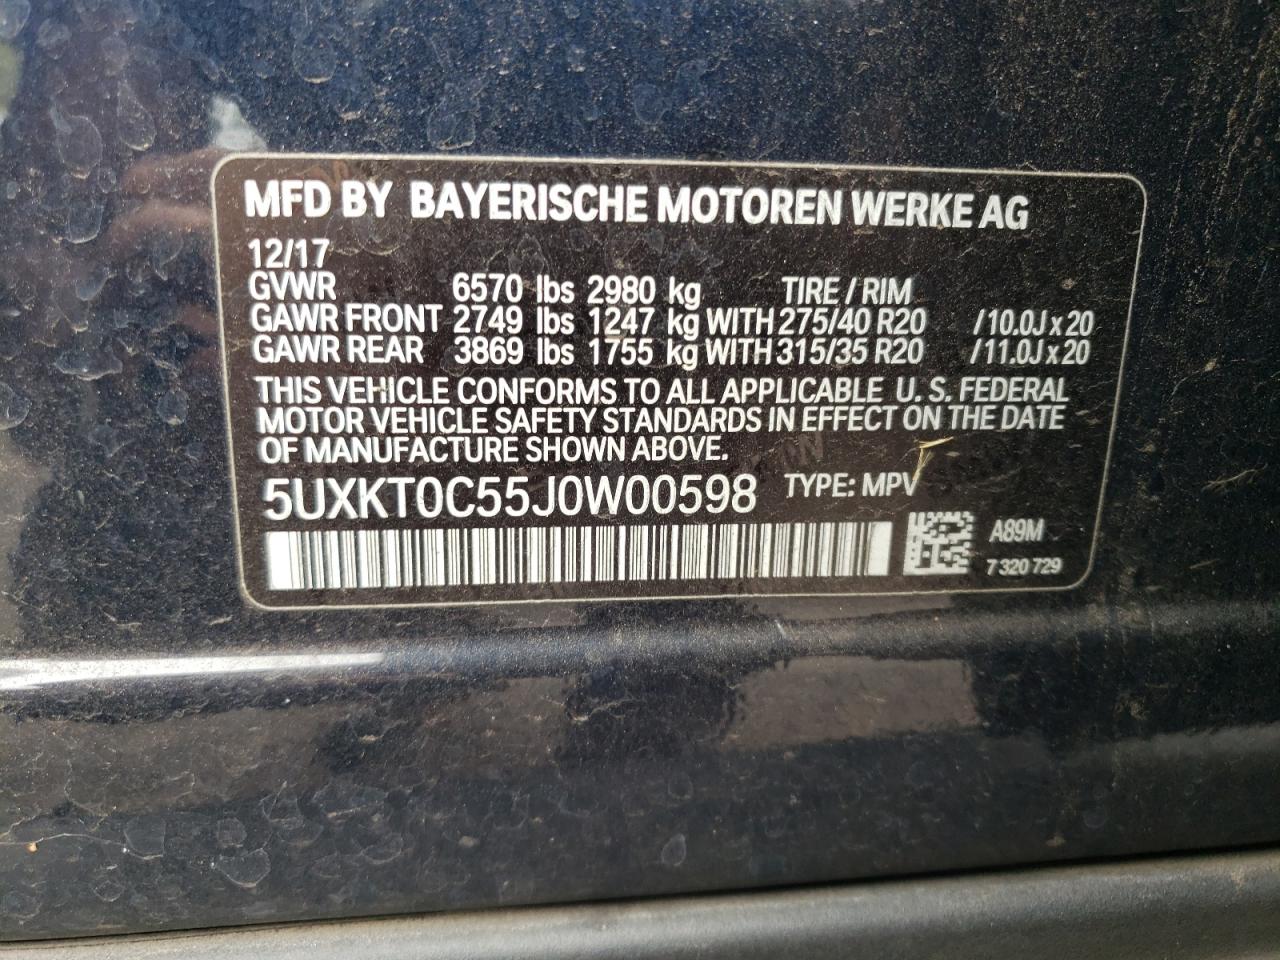 MFD BY BAYERISCHE MOTOREN WERKE AG
12/17
GVWR 6570 lbs 2980 kg TIRE / RIM
GAWR FRONT 2749 lbs 1247 kg WITH 275/40 R20 /10.0J x 20
GAWR REAR 3869 lbs 1755 kg WITH 315/35 R20 /11.0J x 20
THIS VEHICLE CONFORMS TO ALL APPLICABLE U. S. FEDERAL
MOTOR VEHICLE SAFETY STANDARDS IN EFFECT ON THE DATE
OF MANUFACTURE SHOWN ABOVE.
5UXKT0C55J0W00598 TYPE: MPV
A89M
7 320 729